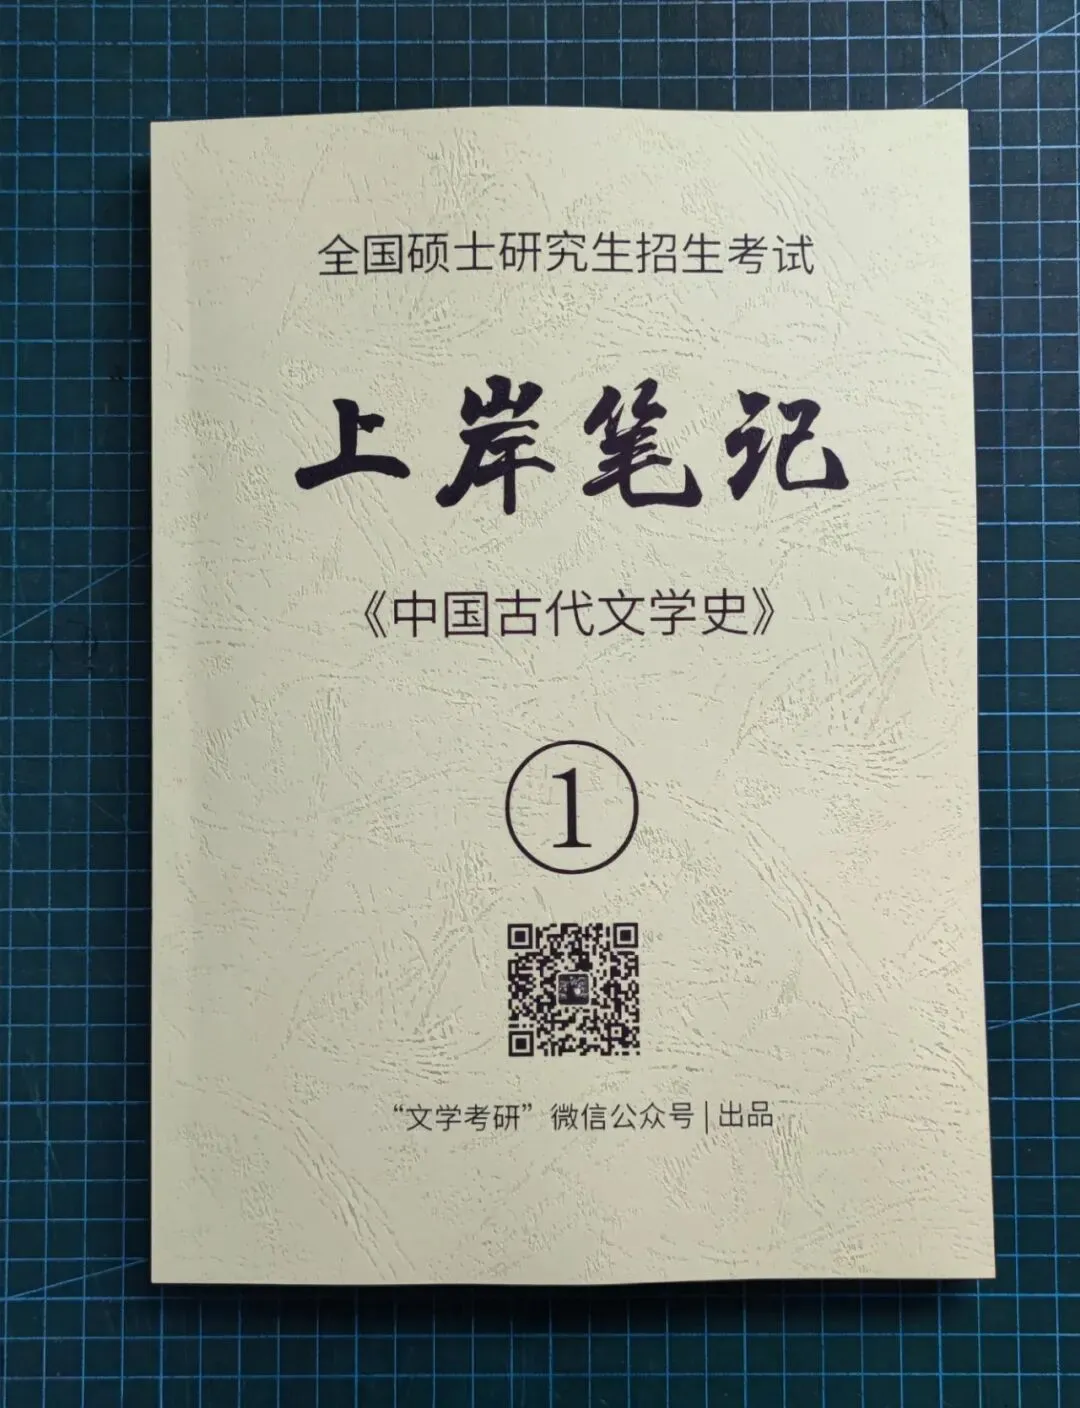 全国硕士研究生招生考试
上岸笔记
《中国古代文学史》
①
“文学考研”微信公众号|出品